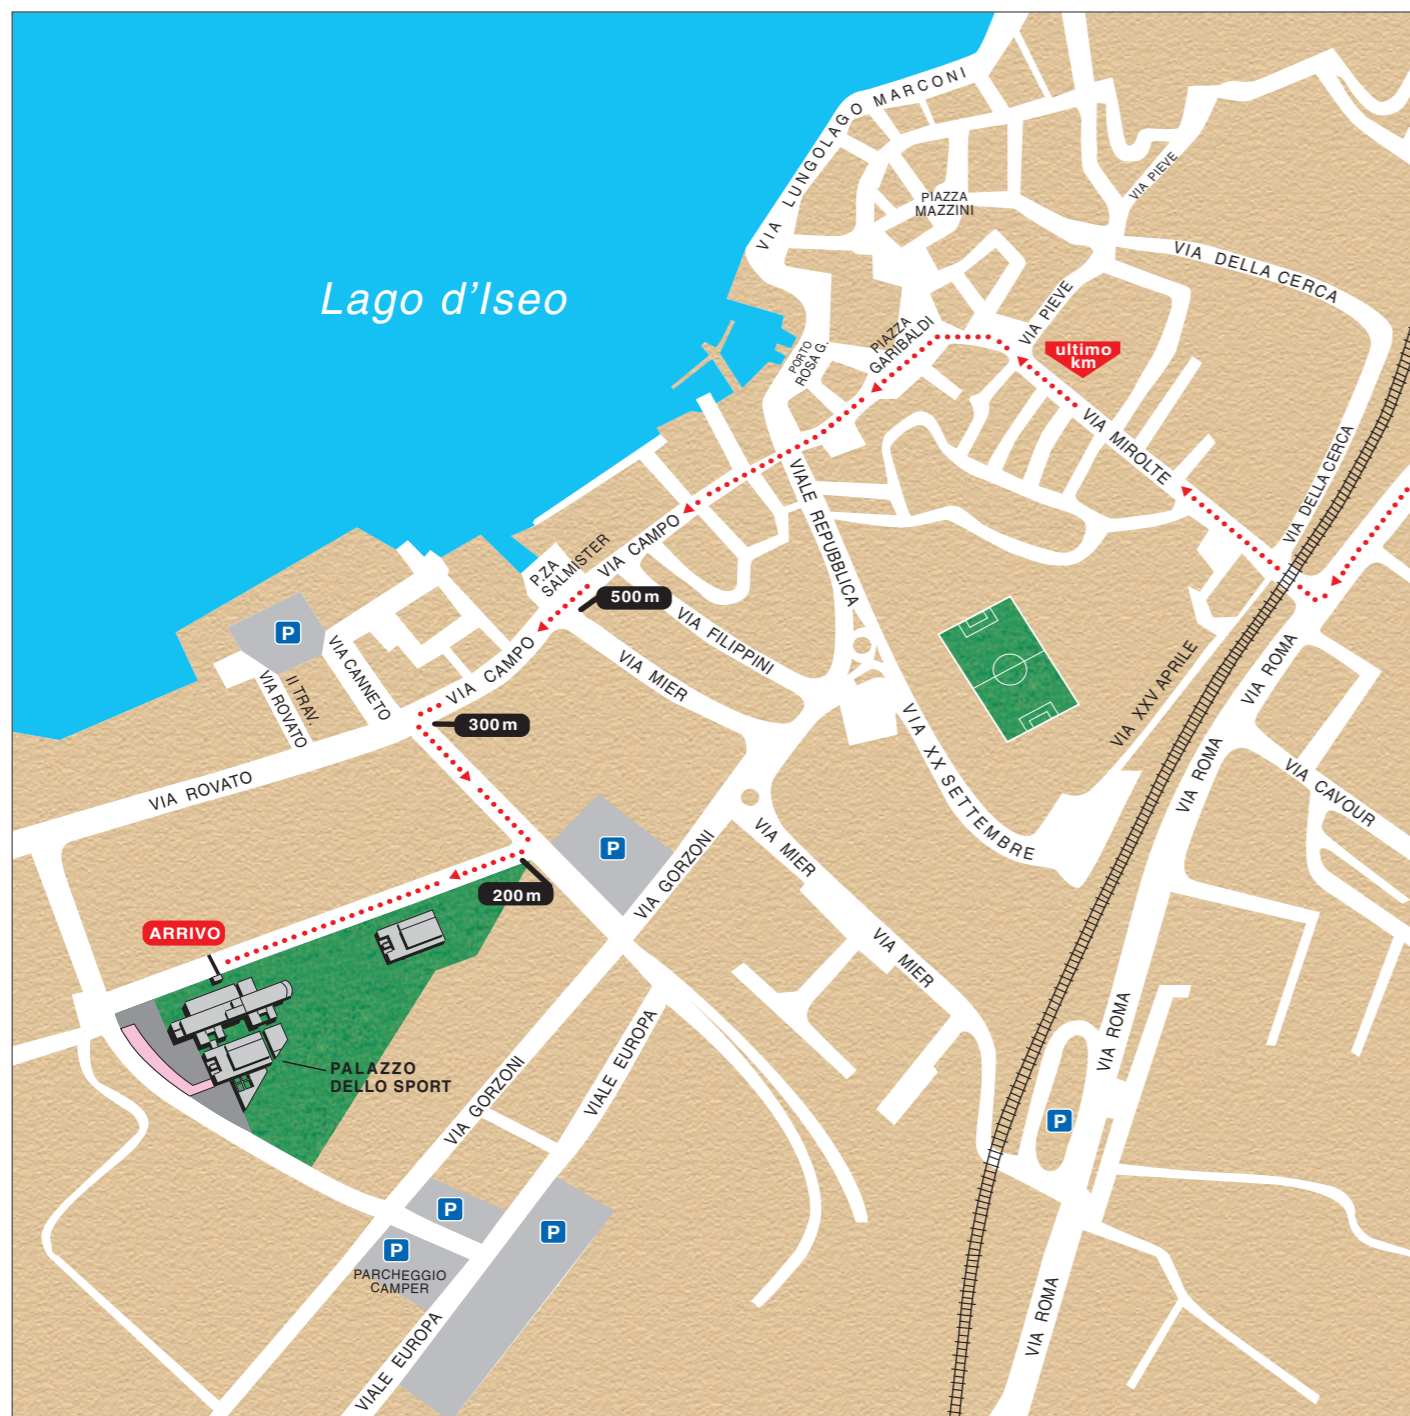 VIA LUNGOLAGO MARCONI
VIA PIEVE
PIAZZA
MAZZINI
VIA DELLA CERCA
Lago d'Iseo
VIA PIEVE
PIAZZA
GARIBALDI
PORTO
ROSA G.
ultimo
km
VIA MIROLTE
VIA DELLA CERCA
VIALE REPUBBLICA
VIA CAMPO
P.ZA
SALMISTER
500 m
VIA FILIPPINI
P
VIA CANNETO
II TRAV.
VIA ROVATO
VIA CAMPO
VIA MIER
VIA XXV APRILE
VIA ROMA
300 m
VIA XX SETTEMBRE
VIA ROMA
VIA ROVATO
VIA CAVOUR
P
VIA MIER
VIA GORZONI
200 m
ARRIVO
VIA MIER
VIA ROMA
PALAZZO
DELLO SPORT
VIA GORZONI
VIALE EUROPA
P
P
P
P
PARCHEGGIO
CAMPER
VIALE EUROPA
VIA ROMA